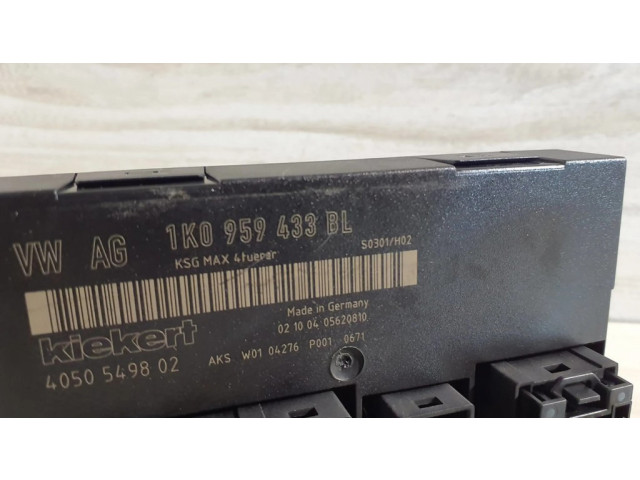 VW AG 1K0 959 433 BL
KSG MAX 4tuerer S0301/H02
Made in Germany
02 10 04 05620810
kiekert
AKS W01 04276 P001 0671
4050 5498 02